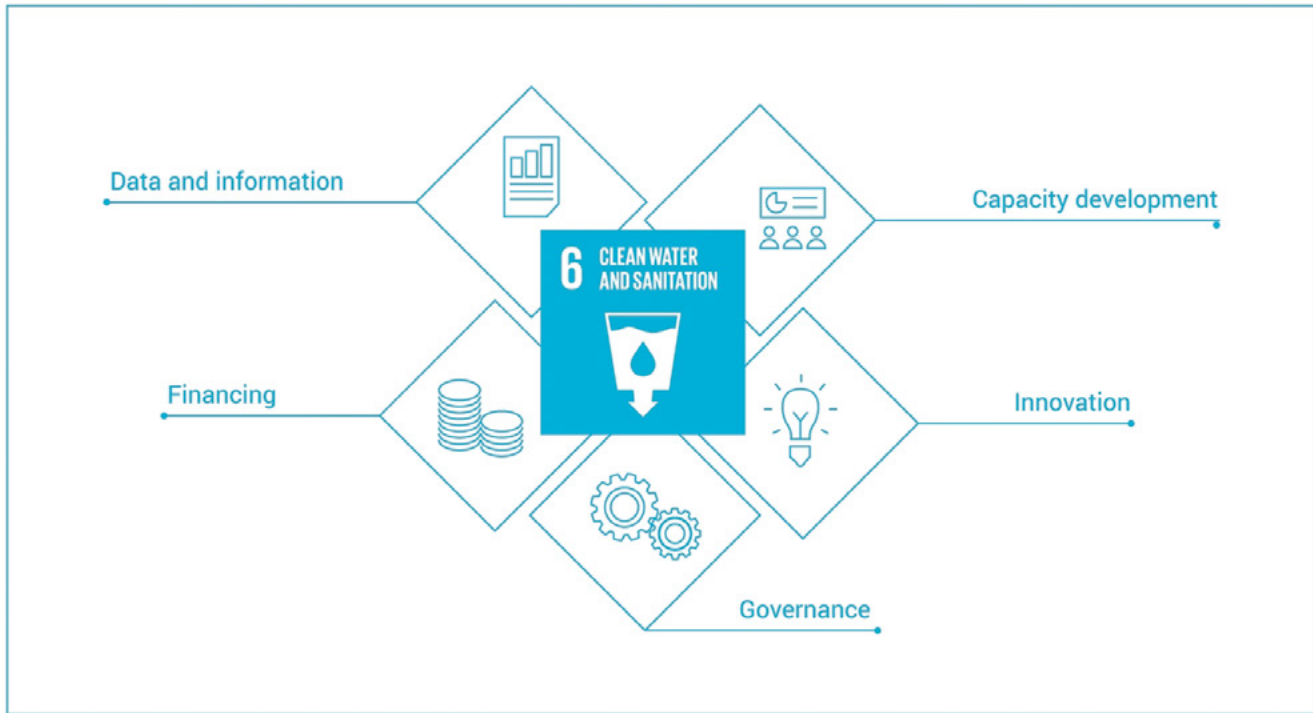 Data and information
Capacity development
6 CLEAN WATER
AND SANITATION
Financing
Innovation
Governance